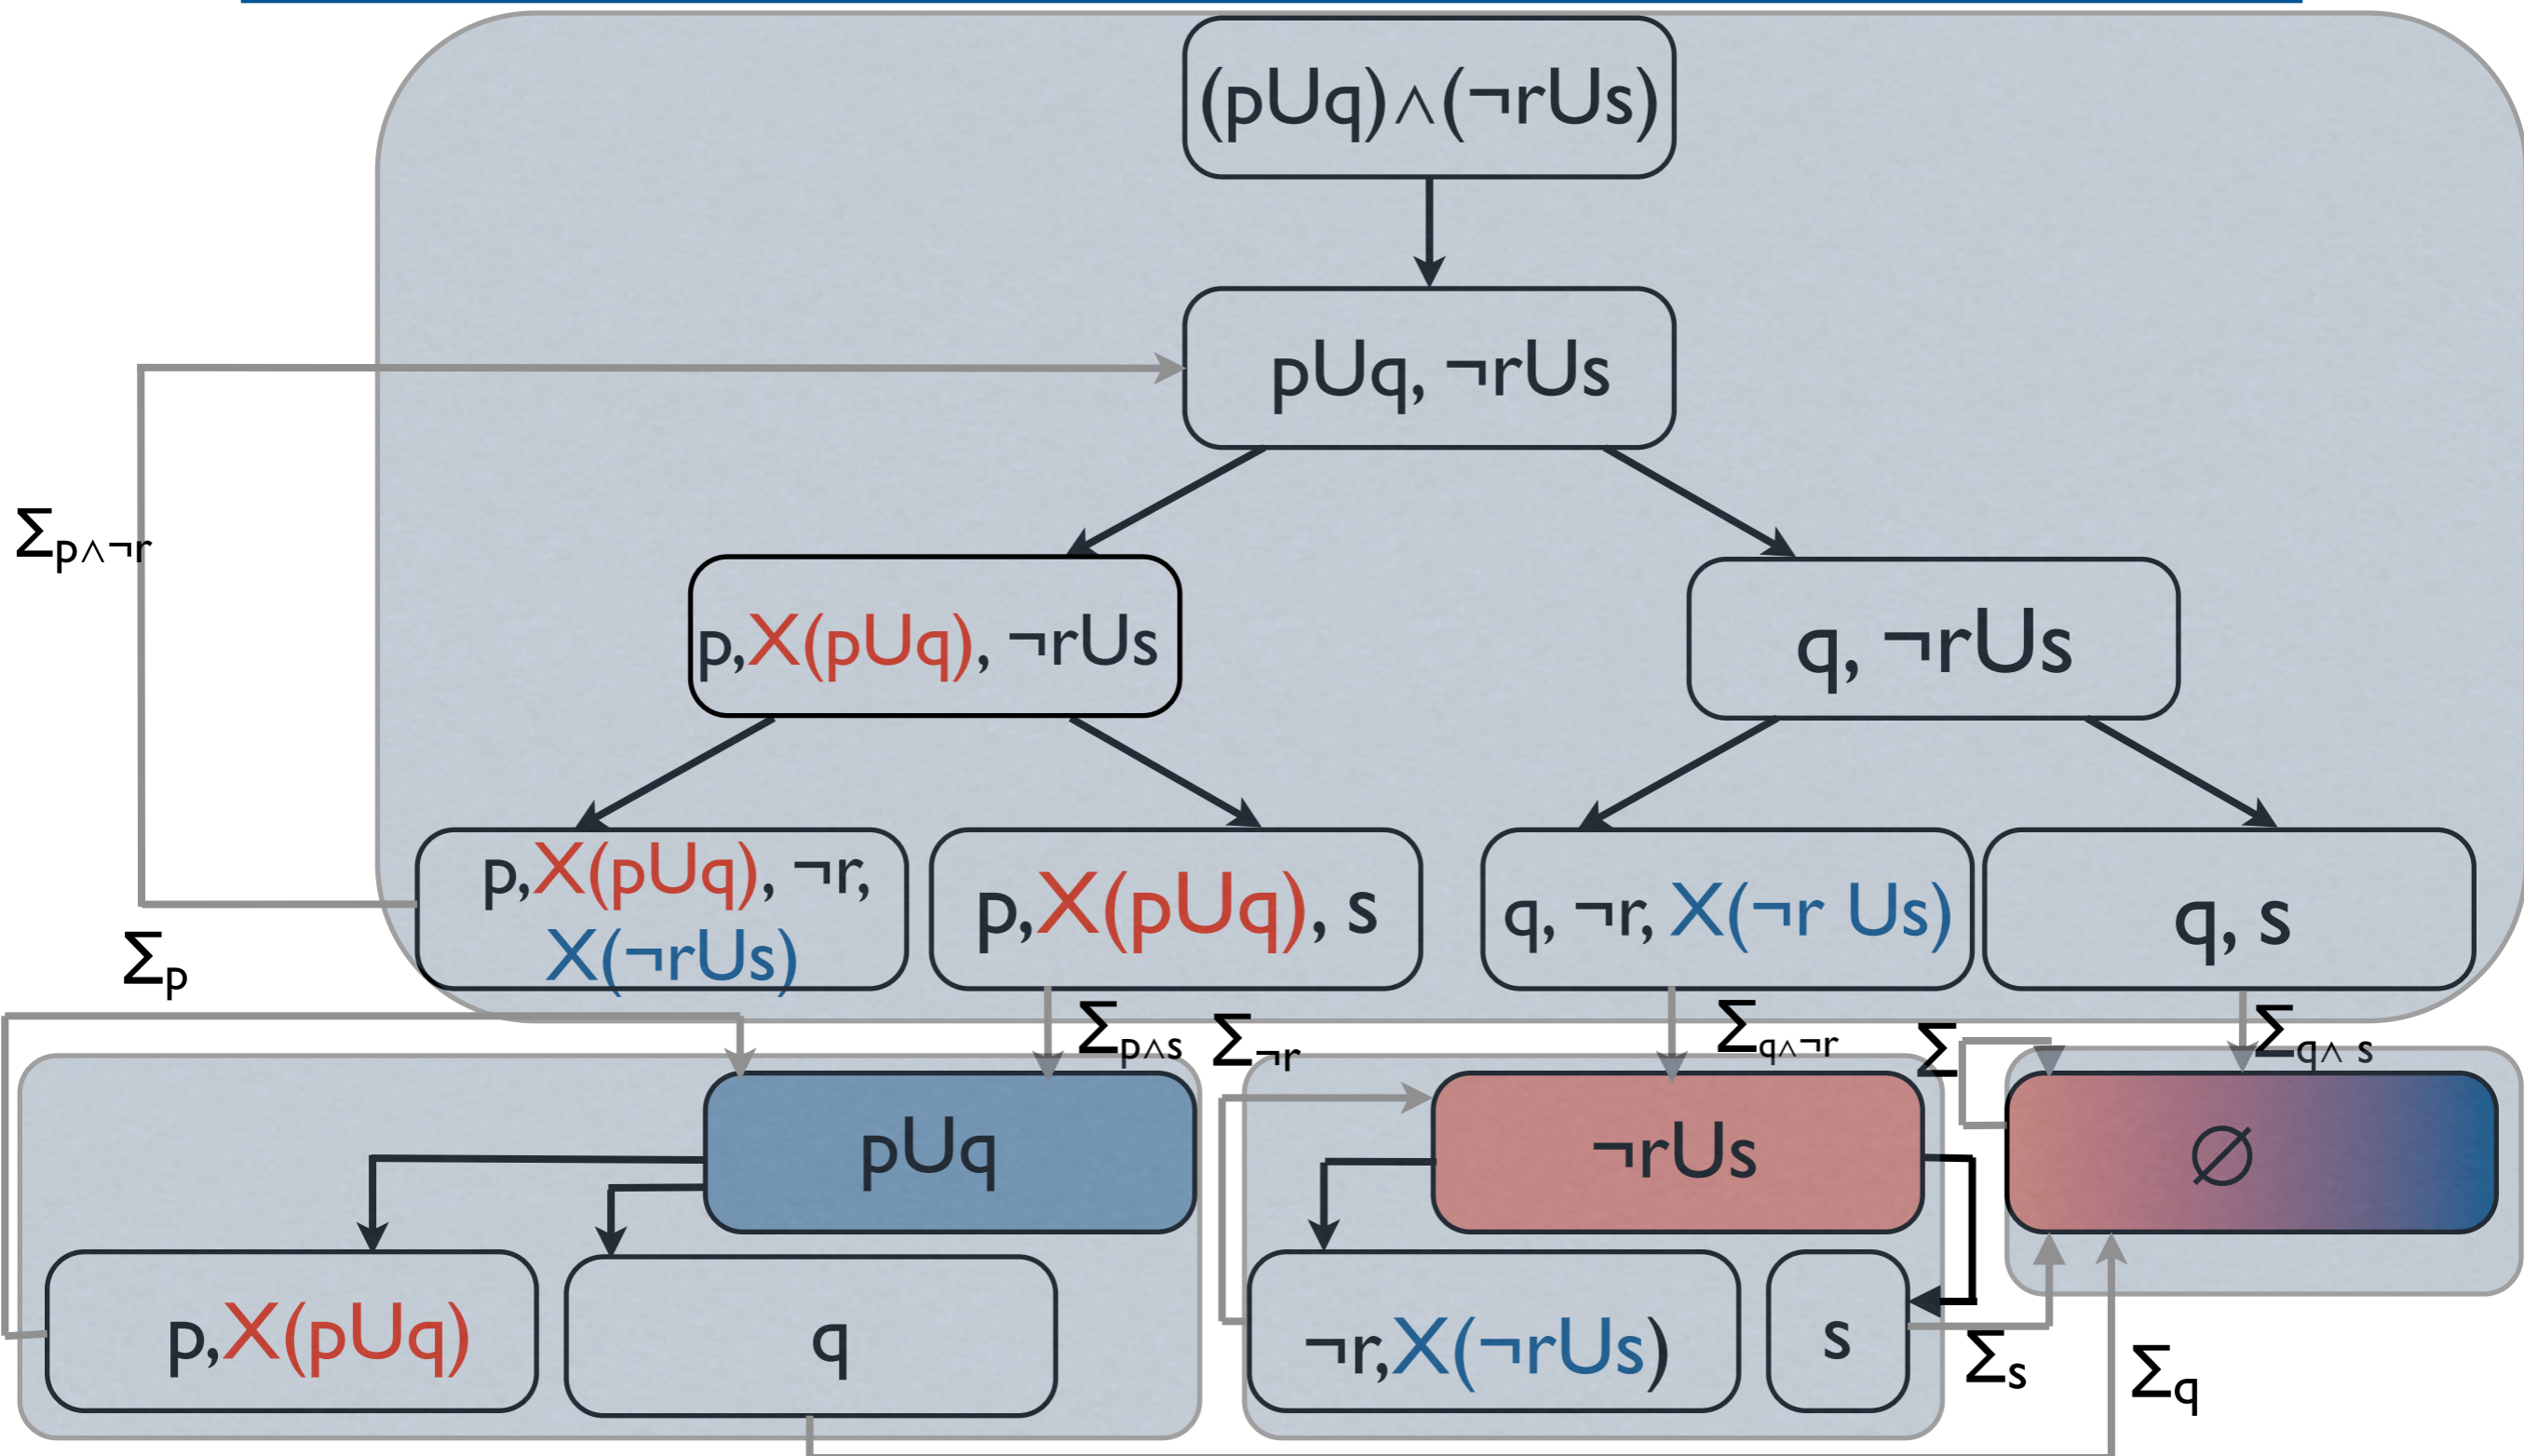 (pUq)∧(¬rUs)
pUq, ¬rUs
Σp∧¬r
p,X(pUq), ¬rUs
q, ¬rUs
p,X(pUq), ¬r,
X(¬rUs)
p,X(pUq), s
q, ¬r, X(¬r Us)
q, s
Σp
Σp∧s
Σ¬r
Σq∧¬r
Σ
Σq∧ s
pUq
¬rUs
∅
p,X(pUq)
q
¬r,X(¬rUs)
s
Σs
Σq